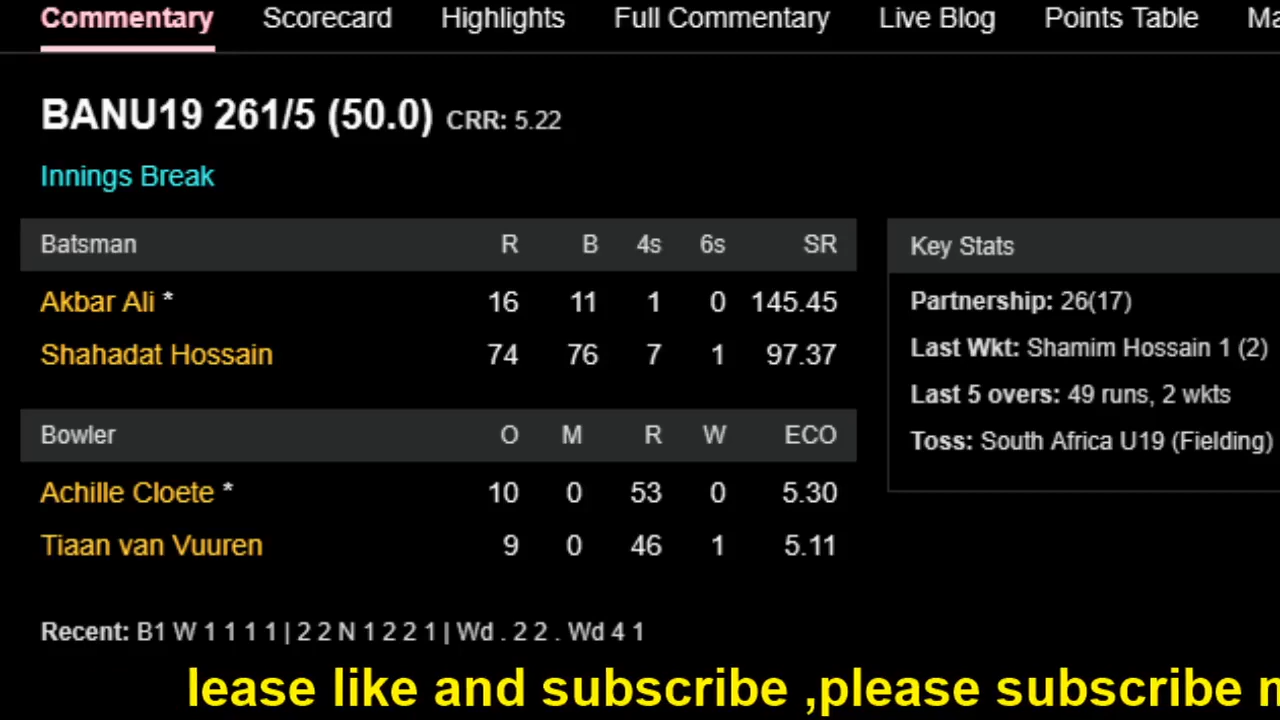 Commentary Scorecard Highlights Full Commentary Live Blog Points Table
BANU19 261/5 (50.0) CRR: 5.22
Innings Break
Batsman R B 4s 6s SR
Akbar Ali * 16 11 1 0 145.45
Shahadat Hossain 74 76 7 1 97.37
Bowler O M R W ECO
Achille Cloete * 10 0 53 0 5.30
Tiaan van Vuuren 9 0 46 1 5.11
Key Stats
Partnership: 26(17)
Last Wkt: Shamim Hossain 1 (2)
Last 5 overs: 49 runs, 2 wkts
Toss: South Africa U19 (Fielding)
Recent: B1 W 1 1 1 1 | 2 2 N 1 2 2 1 | Wd . 2 2 . Wd 4 1
lease like and subscribe ,please subscribe